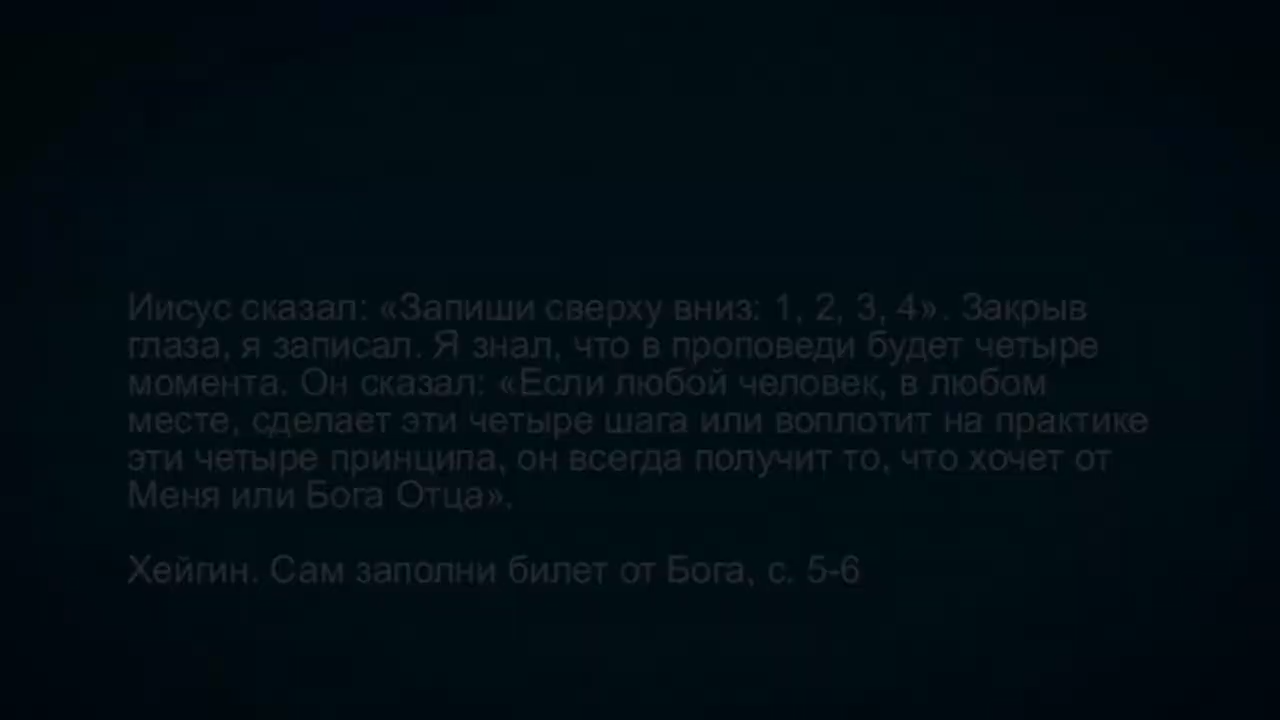 Иисус сказал: «Запиши сверху вниз: 1, 2, 3, 4». Закрыв
глаза, я записал. Я знал, что в проповеди будет четыре
момента. Он сказал: «Если любой человек, в любом
месте, сделает эти четыре шага или воплотит на практике
эти четыре принципа, он всегда получит то, что хочет от
Меня или Бога Отца».
Хейгин. Сам заполни билет от Бога, с. 5-6